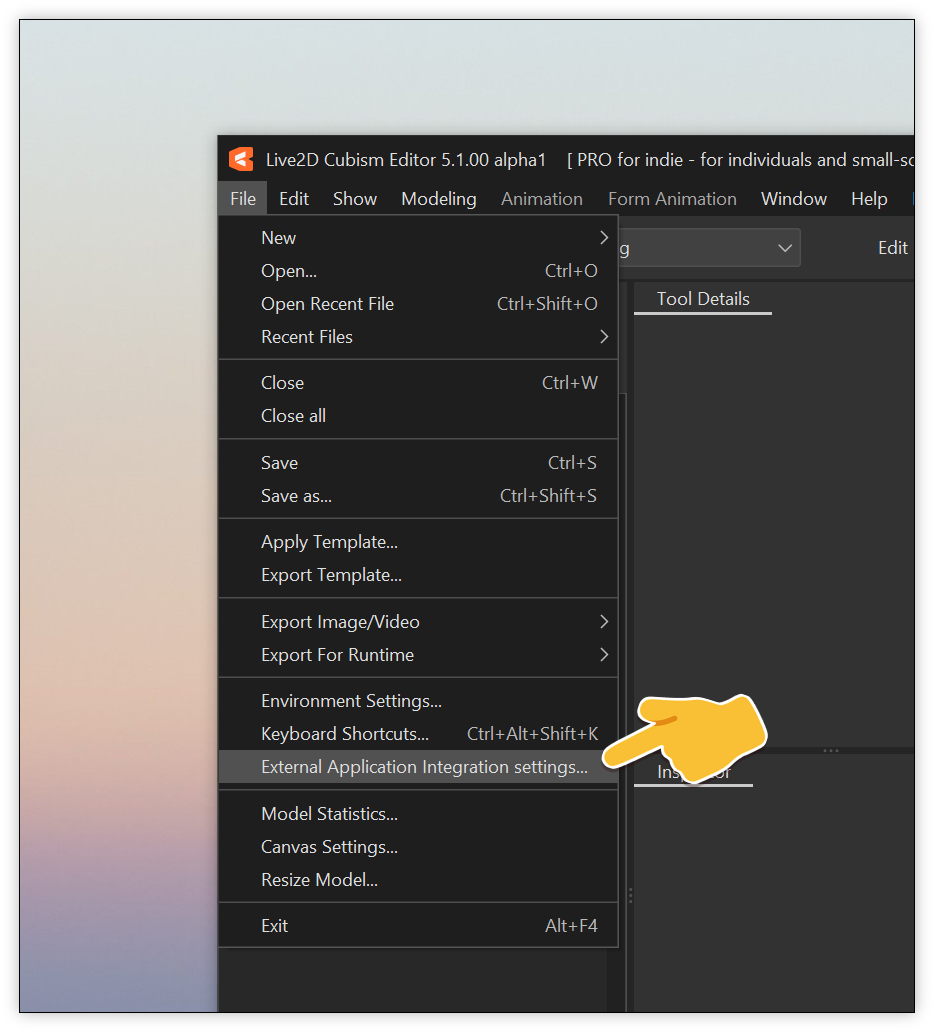 Live2D Cubism Editor 5.1.00 alpha1 [ PRO for indie - for individuals and small-sc
File Edit Show Modeling Animation Form Animation Window Help
g Edit
New
Open... Ctrl+O
Open Recent File Ctrl+Shift+O
Recent Files
Close Ctrl+W
Close all
Save Ctrl+S
Save as... Ctrl+Shift+S
Apply Template...
Export Template...
Export Image/Video
Export For Runtime
Environment Settings...
Keyboard Shortcuts... Ctrl+Alt+Shift+K
External Application Integration settings...
Model Statistics...
Canvas Settings...
Resize Model...
Exit Alt+F4
Tool Details